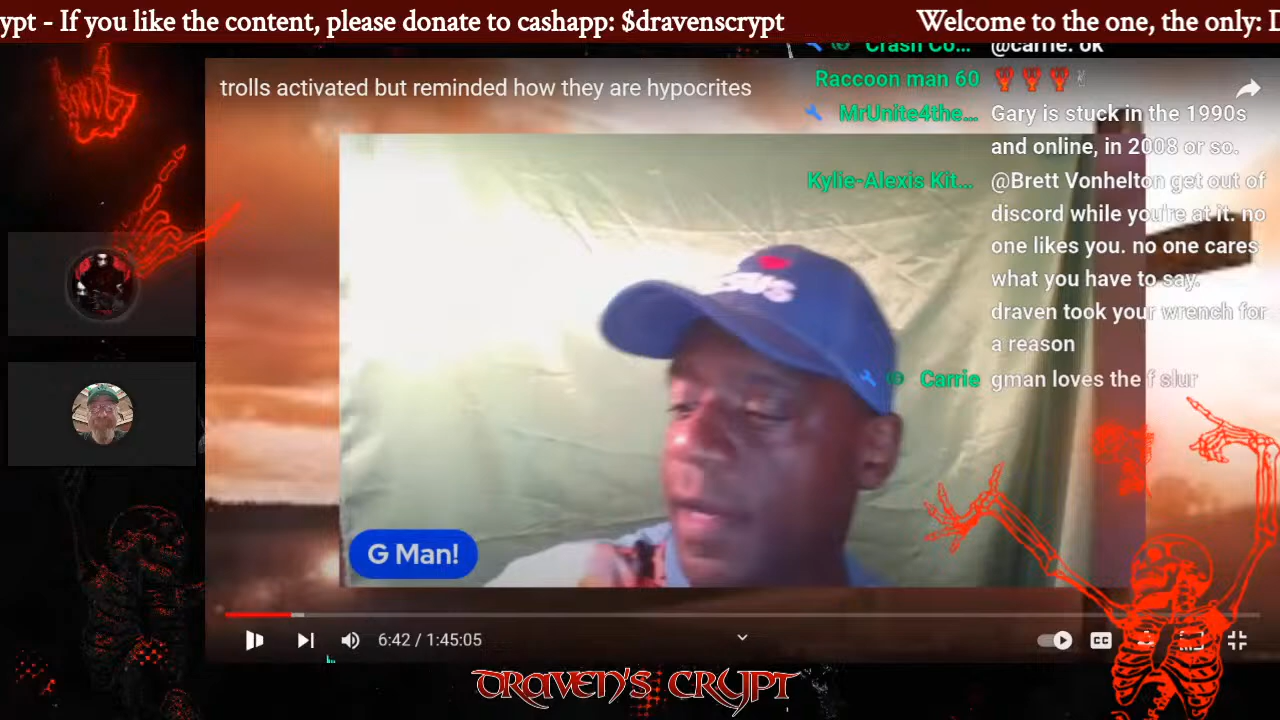 ypt - If you like the content, please donate to cashapp: $dravenscrypt
Welcome to the one, the only: D
Crash Co... @carrie. ok
trolls activated but reminded how they are hypocrites
Raccoon man 60
MrUnite4the... Gary is stuck in the 1990s
and online, in 2008 or so.
Kylie-Alexis Kit... @Brett Vonhelton get out of
discord while you're at it. no
one likes you. no one cares
what you have to say.
draven took your wrench for
a reason
Carrie gman loves the f slur
G Man!
6:42 / 1:45:05
CC
DRAVEN'S CRYPT